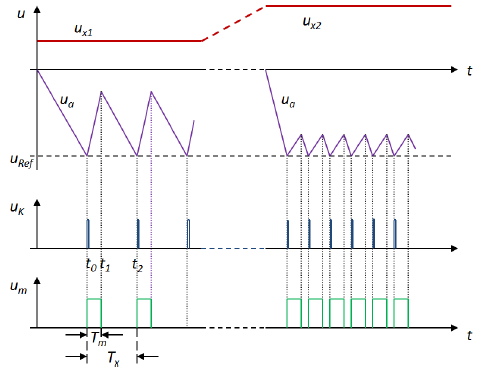 u
u_x1
u_x2
t
u_a
u_a
u_Ref
u_K
t_0 t_1 t_2
u_m
t
T_m
T_x